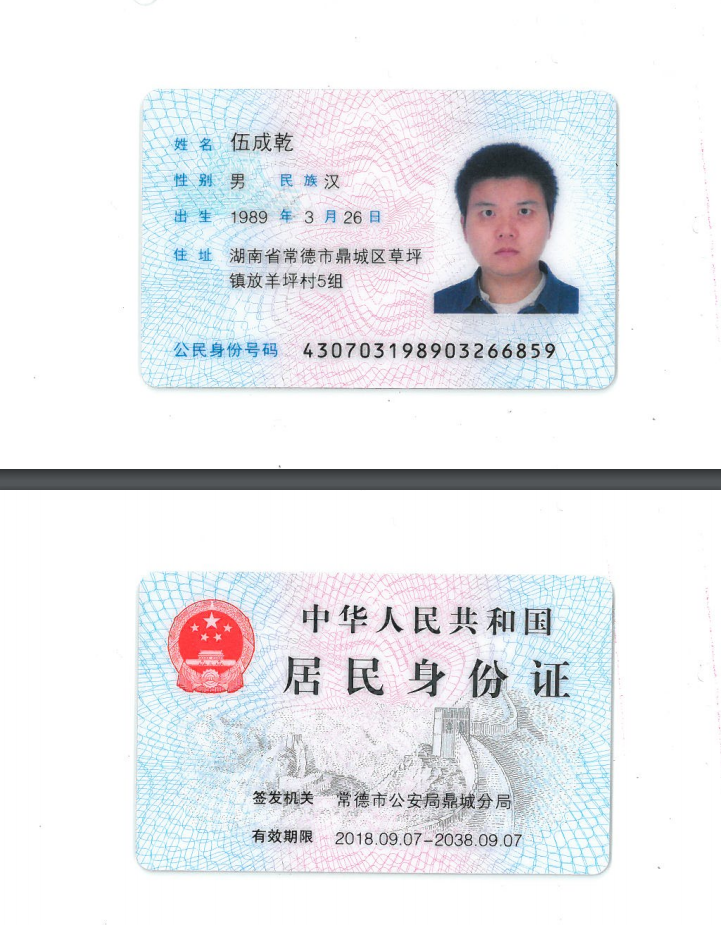 姓名 伍成乾
性别 男 民族 汉
出生 1989 年 3 月 26 日
住址 湖南省常德市鼎城区草坪
镇放羊坪村5组
公民身份号码 430703198903266859
中华人民共和国
居民身份证
签发机关 常德市公安局鼎城分局
有效期限 2018.09.07-2038.09.07